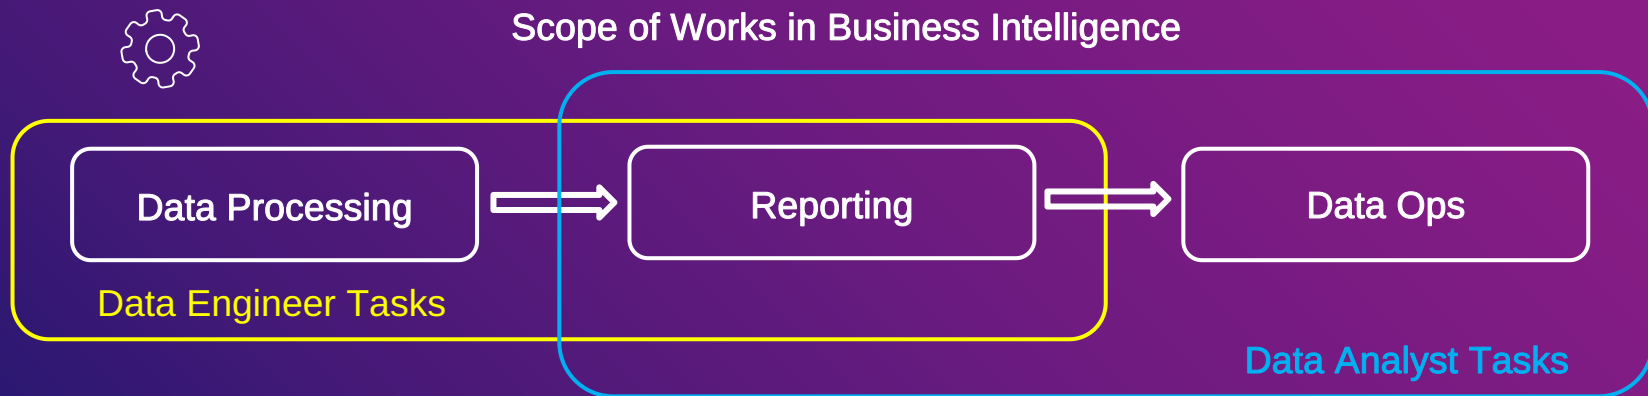 Scope of Works in Business Intelligence
Data Processing
Reporting
Data Ops
Data Engineer Tasks
Data Analyst Tasks